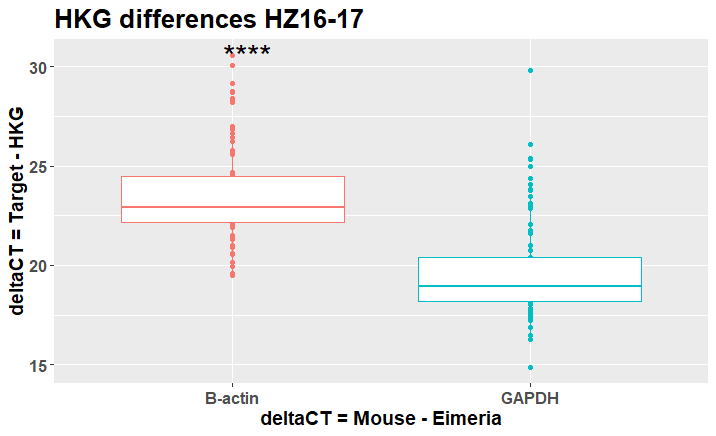 HKG differences HZ16-17
****
30
25
20
15
deltaCT = Target - HKG
B-actin GAPDH
deltaCT = Mouse - Eimeria